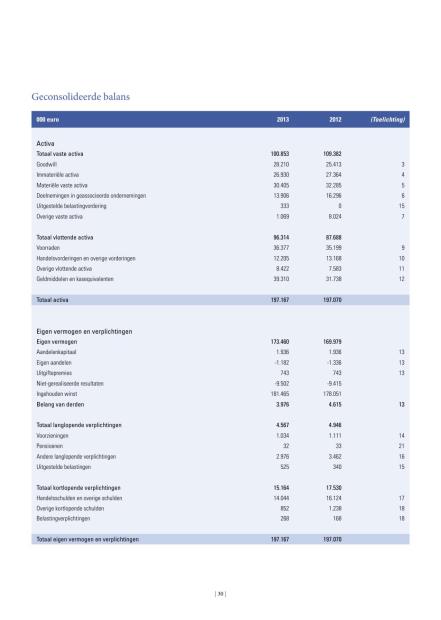 Geconsolideerde balans
000 euro 2013 2012 (Toelichting)
Activa
Totaal vaste activa 100.853 109.382
Goodwill 28.210 25.413 3
Immateriële activa 26.930 27.364 4
Materiële vaste activa 30.405 32.285 5
Deelnemingen in geassocieerde ondernemingen 13.906 16.296 6
Uitgestelde belastingvordering 333 0 15
Overige vaste activa 1.069 8.024 7
Totaal vlottende activa 96.314 87.688
Voorraden 36.377 35.199 9
Handelsvorderingen en overige vorderingen 12.205 13.168 10
Overige vlottende activa 8.422 7.583 11
Geldmiddelen en kasequivalenten 39.310 31.738 12
Totaal activa 197.167 197.070
Eigen vermogen en verplichtingen
Eigen vermogen 173.460 169.979
Aandelenkapitaal 1.936 1.936 13
Eigen aandelen -1.182 -1.336 13
Uitgiftepremies 743 743 13
Niet-gerealiseerde resultaten -9.502 -9.415
Ingehouden winst 181.465 178.051
Belang van derden 3.976 4.615 13
Totaal langlopende verplichtingen 4.567 4.946
Voorzieningen 1.034 1.111 14
Pensioenen 32 33 21
Andere langlopende verplichtingen 2.976 3.462 16
Uitgestelde belastingen 525 340 15
Totaal kortlopende verplichtingen 15.164 17.530
Handelsschulden en overige schulden 14.044 16.124 17
Overige kortlopende schulden 852 1.238 18
Belastingverplichtingen 268 168 18
Totaal eigen vermogen en verplichtingen 197.167 197.070
| 30 |